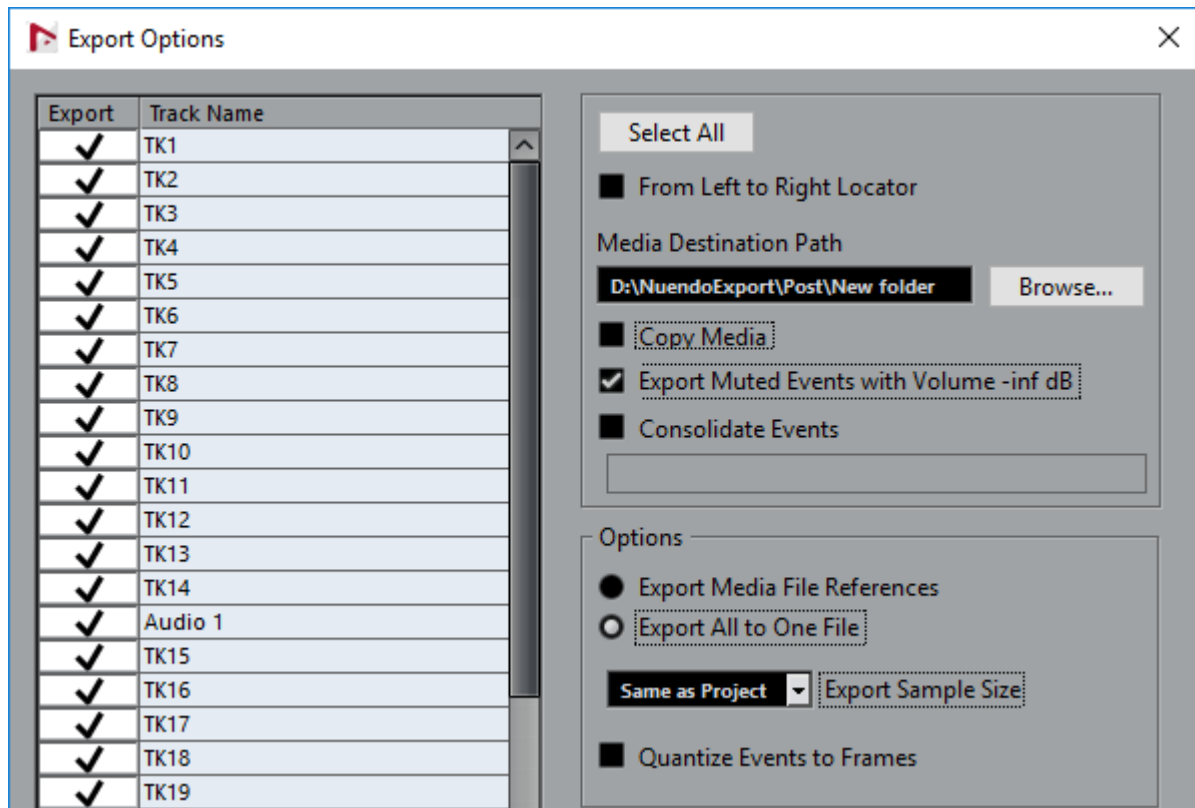 Export Options
Export Track Name
TK1
TK2
TK3
TK4
TK5
TK6
TK7
TK8
TK9
TK10
TK11
TK12
TK13
TK14
Audio 1
TK15
TK16
TK17
TK18
TK19
Select All
From Left to Right Locator
Media Destination Path
D:\NuendoExport\Post\New folder Browse...
Copy Media
Export Muted Events with Volume -inf dB
Consolidate Events
Options
Export Media File References
Export All to One File
Same as Project Export Sample Size
Quantize Events to Frames